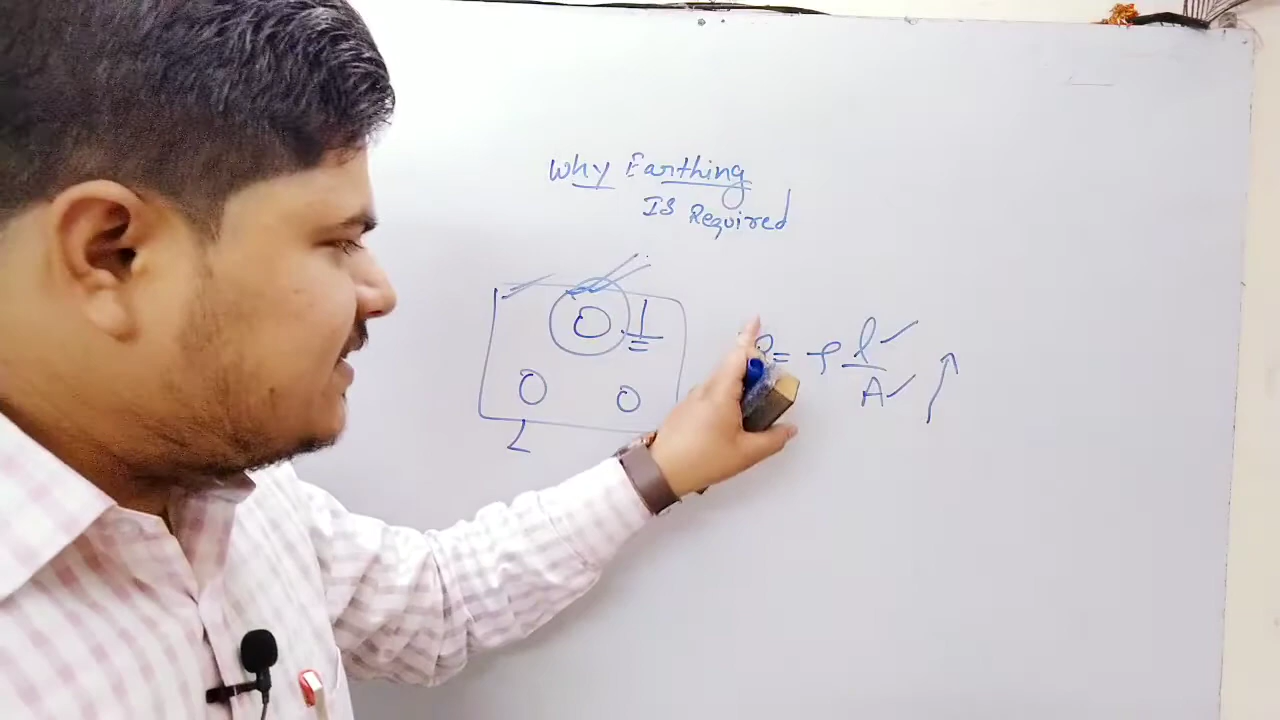 Why Earthing
Is Required
= ρ l/A
L